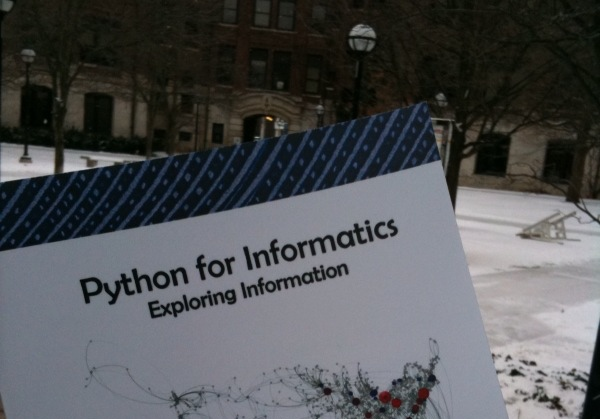 Python for Informatics
Exploring Information